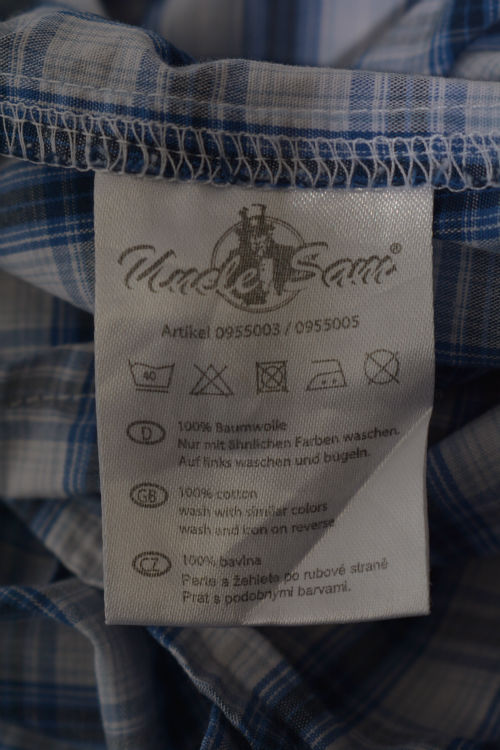 Uncle Sam®
Artikel 0955003 / 0955005
40
D
100% Baumwolle
Nur mit ähnlichen Farben waschen.
Auf links waschen und bügeln.
GB
100% cotton
wash with similar colors
wash and iron on reverse
CZ
100% bavlna
Perte a žehlete po rubové straně
Prát s podobnými barvami.